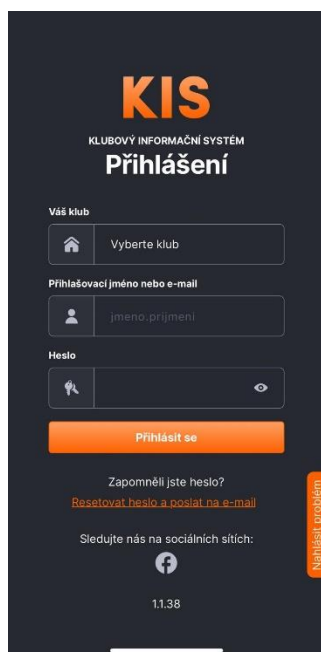 KIS
KLUBOVÝ INFORMAČNÍ SYSTÉM
Přihlášení
Váš klub
Vyberte klub
Přihlašovací jméno nebo e-mail
jmeno.prijmeni
Heslo
Přihlásit se
Zapomněli jste heslo?
Resetovat heslo a poslat na e-mail
Nahlásit problém
Sledujte nás na sociálních sítích:
1.1.38